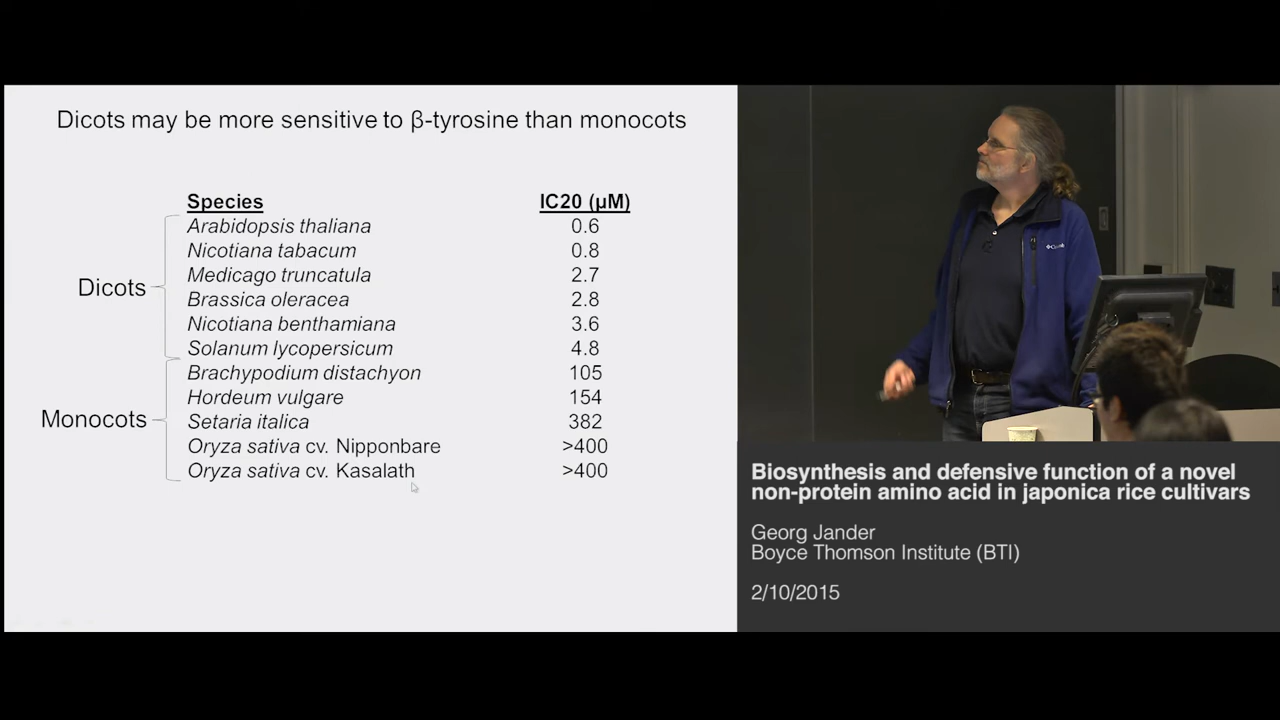 Dicots may be more sensitive to β-tyrosine than monocots
Species IC20 (µM)
Dicots
Arabidopsis thaliana 0.6
Nicotiana tabacum 0.8
Medicago truncatula 2.7
Brassica oleracea 2.8
Nicotiana benthamiana 3.6
Solanum lycopersicum 4.8
Monocots
Brachypodium distachyon 105
Hordeum vulgare 154
Setaria italica 382
Oryza sativa cv. Nipponbare >400
Oryza sativa cv. Kasalath >400
Biosynthesis and defensive function of a novel
non-protein amino acid in japonica rice cultivars
Georg Jander
Boyce Thomson Institute (BTI)
2/10/2015